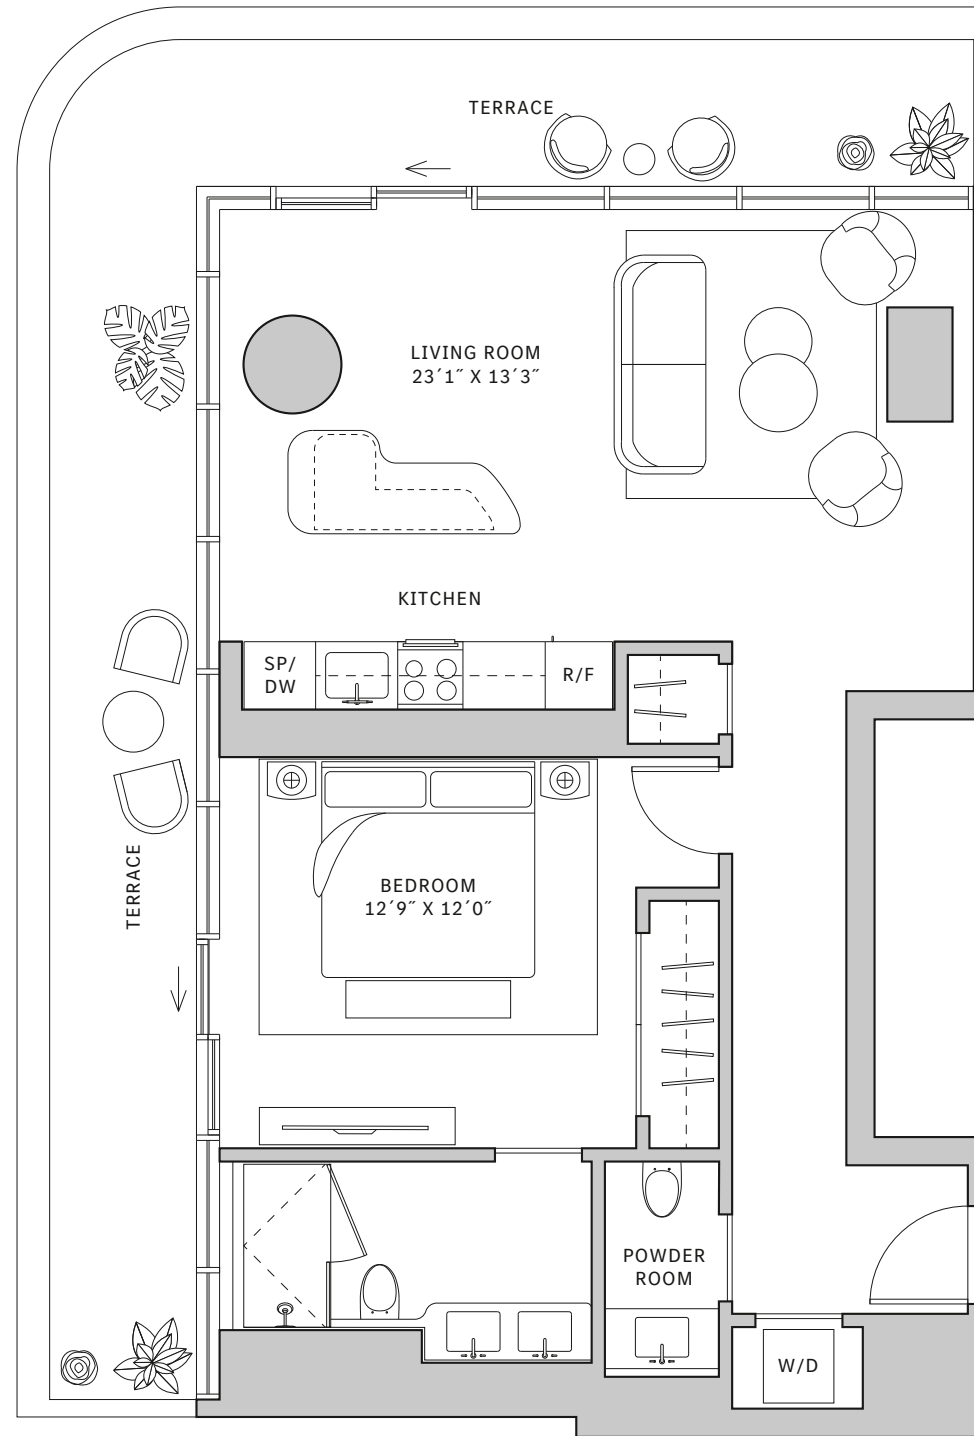 TERRACE
LIVING ROOM
23´1˝ X 13´3˝
KITCHEN
SP/
DW
R/F
TERRACE
BEDROOM
12´9˝ X 12´0˝
POWDER
ROOM
W/D